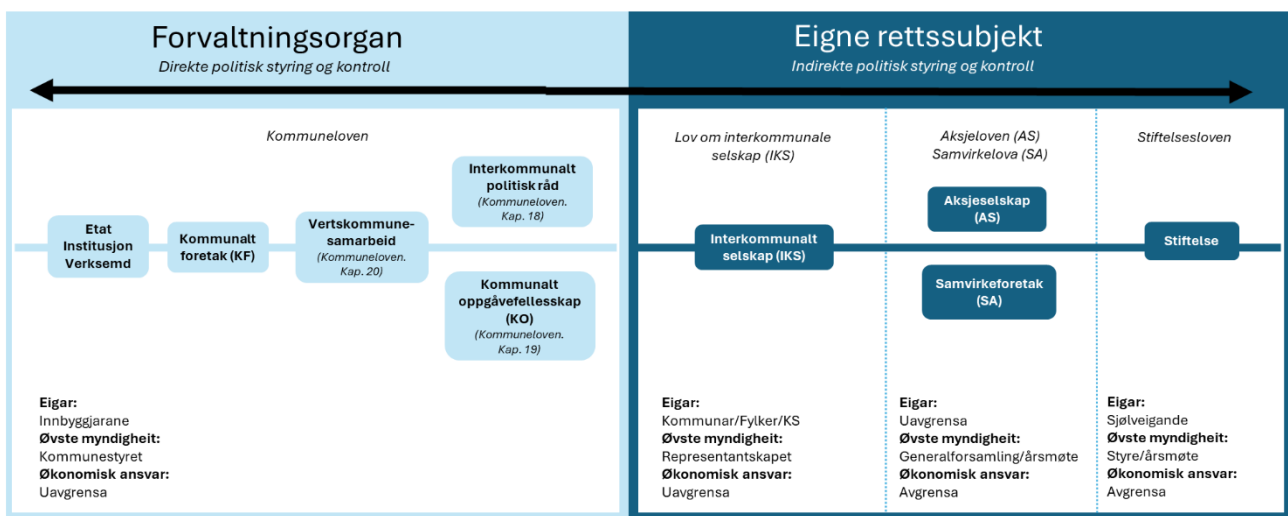 Forvaltningsorgan
Direkte politisk styring og kontroll
Eigne rettssubjekt
Indirekte politisk styring og kontroll
Kommuneloven
Etat
Institusjon
Verksemd
Kommunalt
foretak (KF)
Vertskommune-
samarbeid
(Kommuneloven.
Kap. 20)
Interkommunalt
politisk råd
(Kommuneloven.
Kap. 18)
Kommunalt
oppgåvefellesskap
(KO)
(Kommuneloven.
Kap. 19)
Eigar:
Innbyggjarane
Øvste myndigheit:
Kommunestyret
Økonomisk ansvar:
Uavgrensa
Lov om interkommunale
selskap (IKS)
Interkommunalt
selskap (IKS)
Eigar:
Kommunar/Fylker/KS
Øvste myndigheit:
Representantskapet
Økonomisk ansvar:
Uavgrensa
Aksjeloven (AS)
Samvirkelova (SA)
Aksjeselskap
(AS)
Samvirkeforetak
(SA)
Eigar:
Uavgrensa
Øvste myndigheit:
Generalforsamling/årsmøte
Økonomisk ansvar:
Avgrensa
Stiftelsesloven
Stiftelse
Eigar:
Sjølveigande
Øvste myndigheit:
Styre/årsmøte
Økonomisk ansvar:
Avgrensa